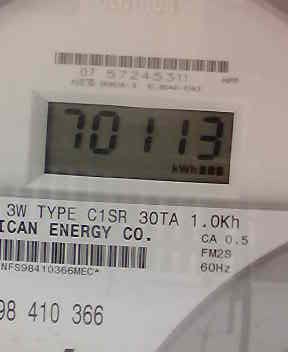 07 57245311
70113
kWh
3W TYPE C1SR 30TA 1.0Kh
ICAN ENERGY CO.
CA 0.5
FM2S
60Hz
NFS98410366MEC*
98 410 366